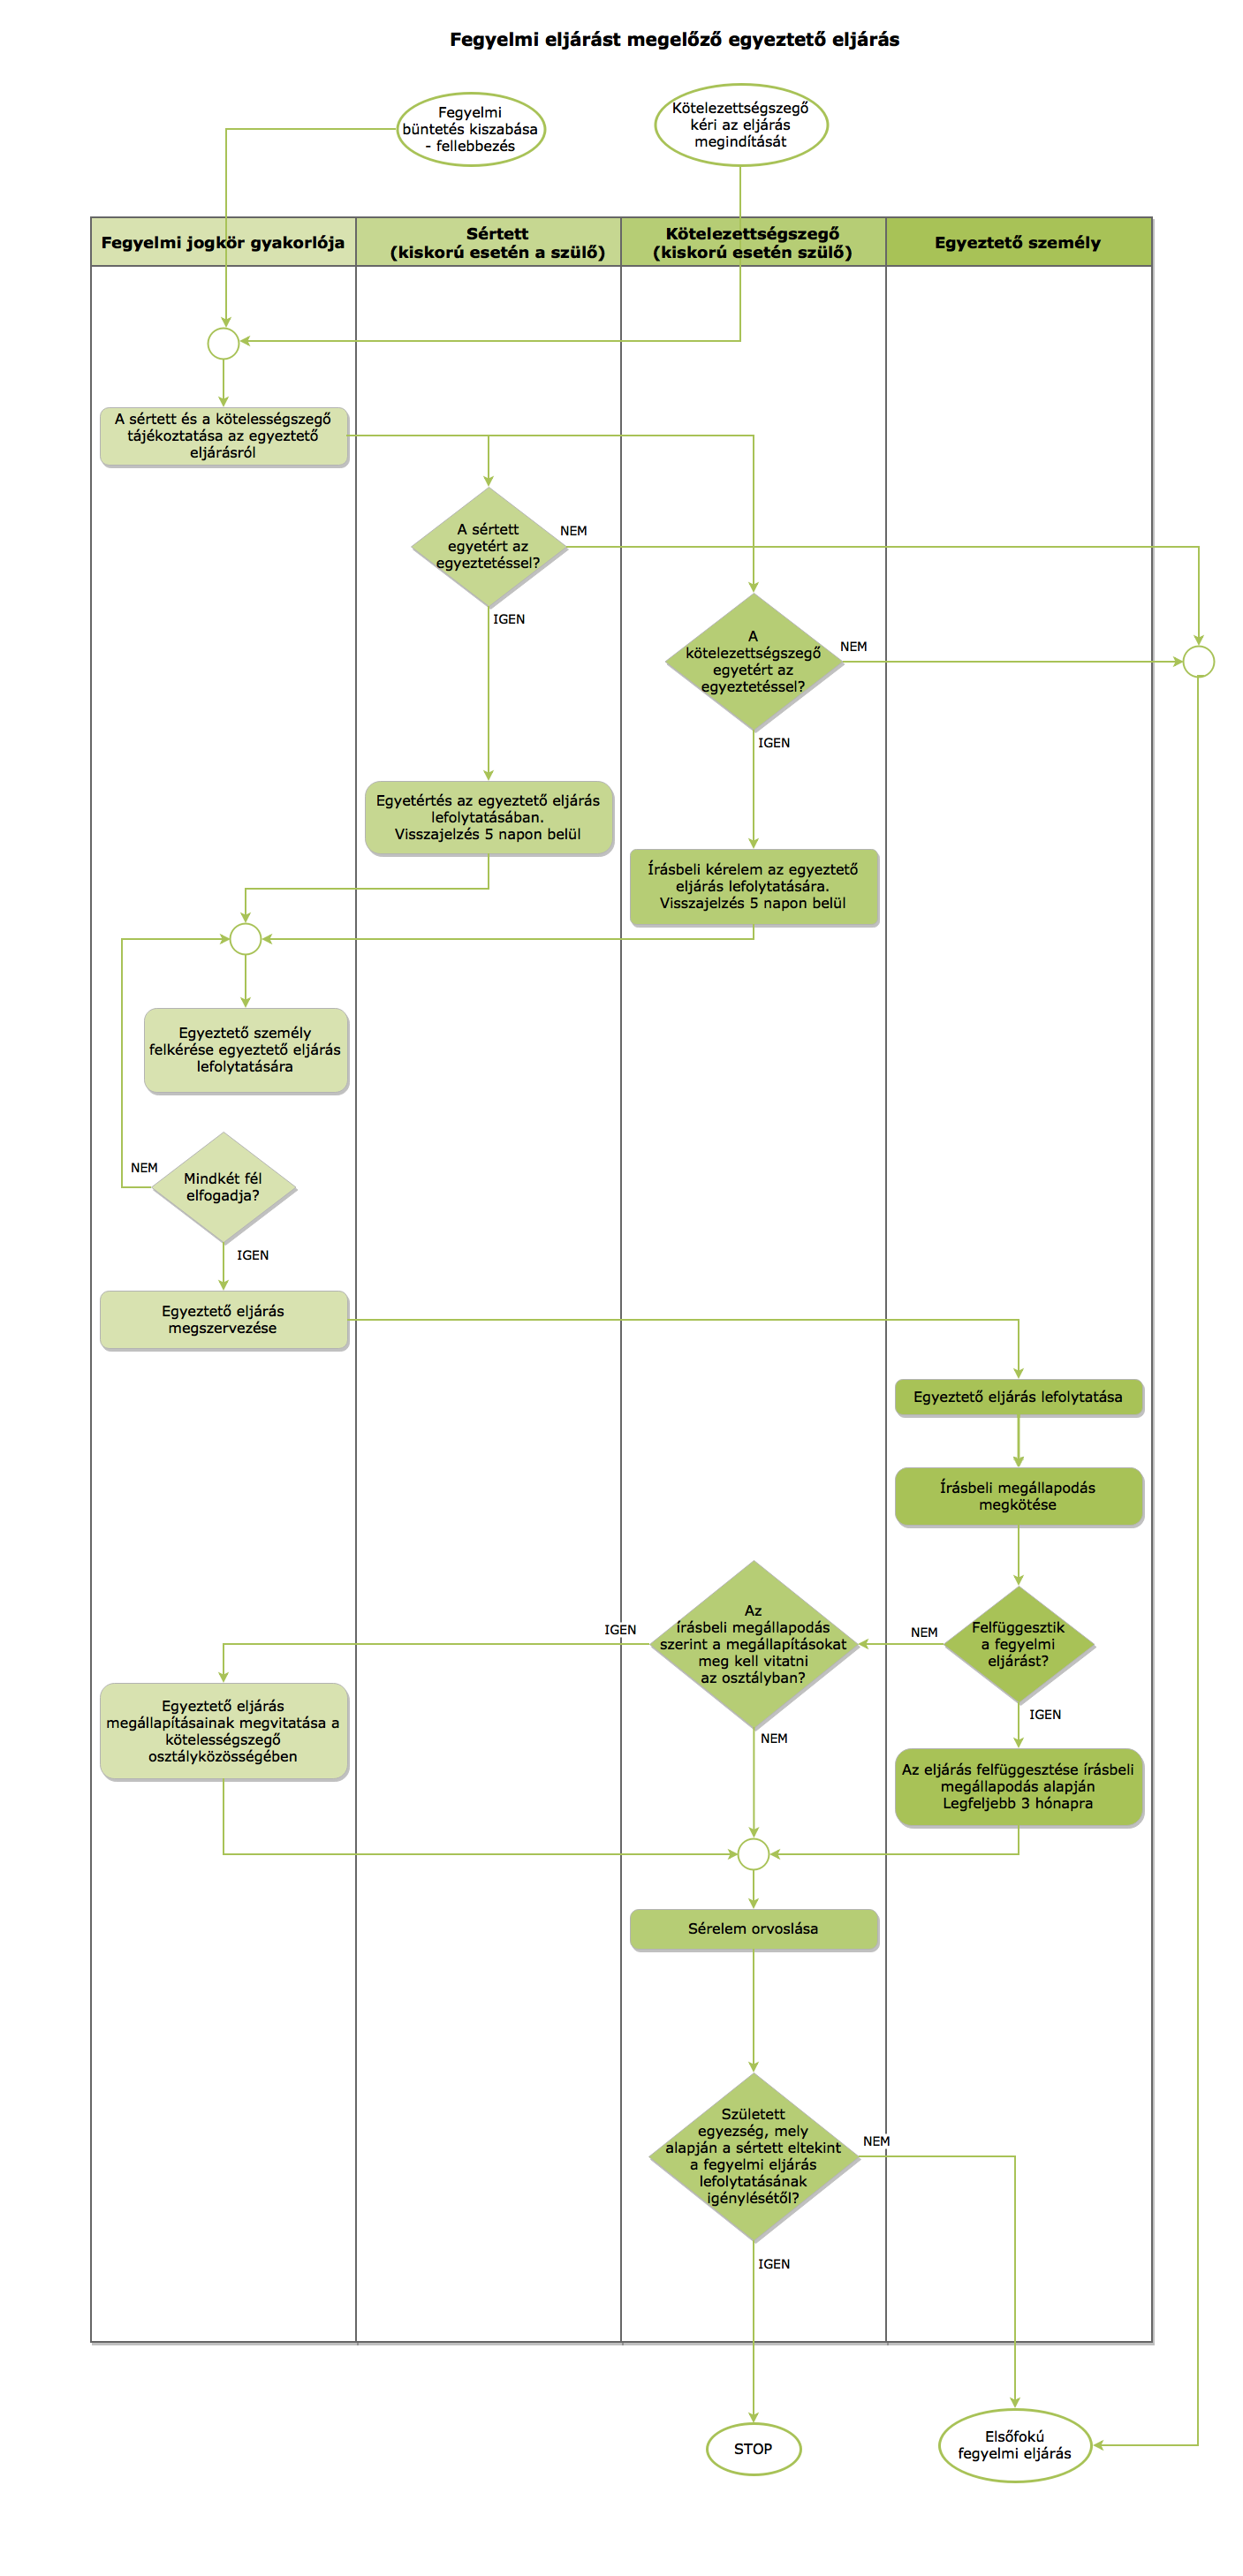 Fegyelmi eljárást megelőző egyeztető eljárás
Fegyelmi
büntetés kiszabása
- fellebbezés
Kötelezettségszegő
kéri az eljárás
megindítását
Fegyelmi jogkör gyakorlója
Sértett
(kiskorú esetén a szülő)
Kötelezettségszegő
(kiskorú esetén szülő)
Egyeztető személy
A sértett és a kötelességszegő
tájékoztatása az egyeztető
eljárásról
A sértett
egyetért az
egyeztetéssel?
NEM
IGEN
A
kötelezettségszegő
egyetért az
egyeztetéssel?
NEM
IGEN
Egyetértés az egyeztető eljárás
lefolytatásában.
Visszajelzés 5 napon belül
Írásbeli kérelem az egyeztető
eljárás lefolytatására.
Visszajelzés 5 napon belül
Egyeztető személy
felkérése egyeztető eljárás
lefolytatására
NEM
Mindkét fél
elfogadja?
IGEN
Egyeztető eljárás
megszervezése
Egyeztető eljárás lefolytatása
Írásbeli megállapodás
megkötése
Felfüggesztik
a fegyelmi
eljárást?
NEM
IGEN
Az
írásbeli megállapodás
szerint a megállapításokat
meg kell vitatni
az osztályban?
IGEN
NEM
Egyeztető eljárás
megállapításainak megvitatása a
kötelességszegő
osztályközösségében
Az eljárás felfüggesztése írásbeli
megállapodás alapján
Legfeljebb 3 hónapra
Sérelem orvoslása
Született
egyezség, mely
alapján a sértett eltekint
a fegyelmi eljárás
lefolytatásának
igénylésétől?
NEM
IGEN
STOP
Elsőfokú
fegyelmi eljárás